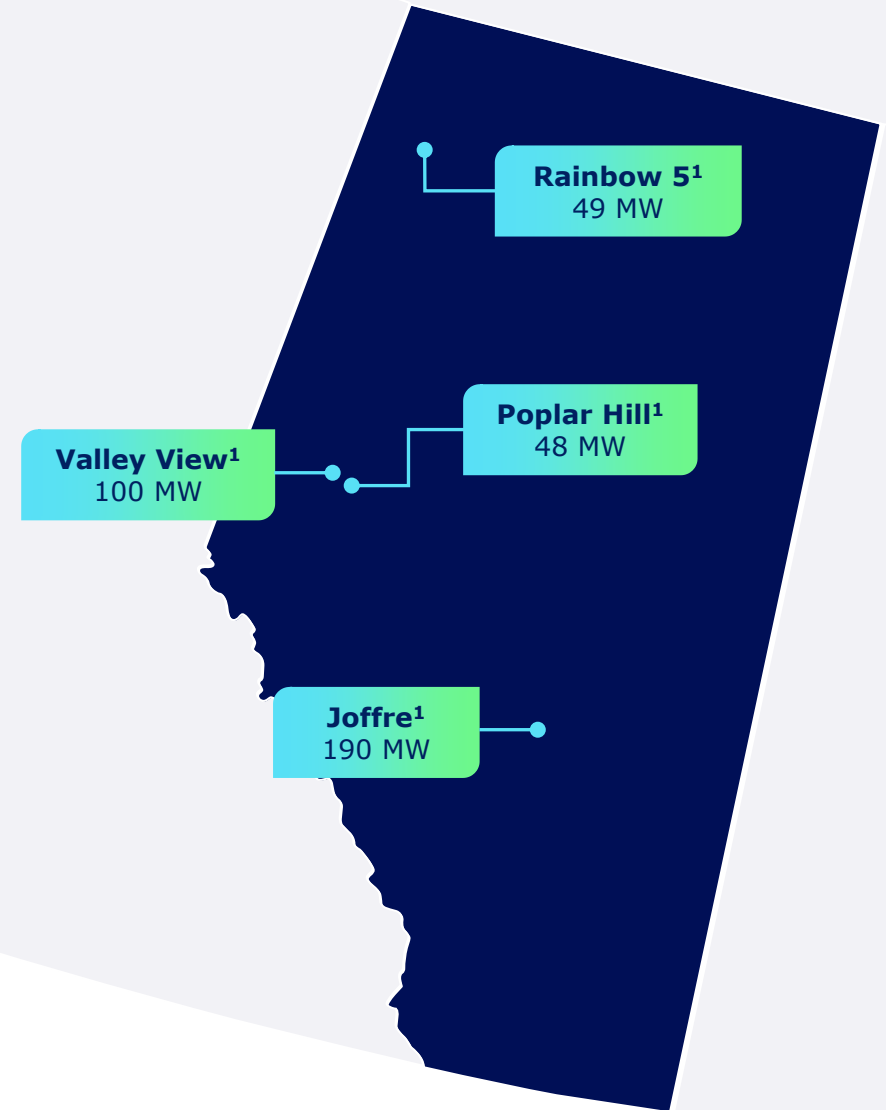 Rainbow 5¹
49 MW
Poplar Hill¹
48 MW
Valley View¹
100 MW
Joffre¹
190 MW